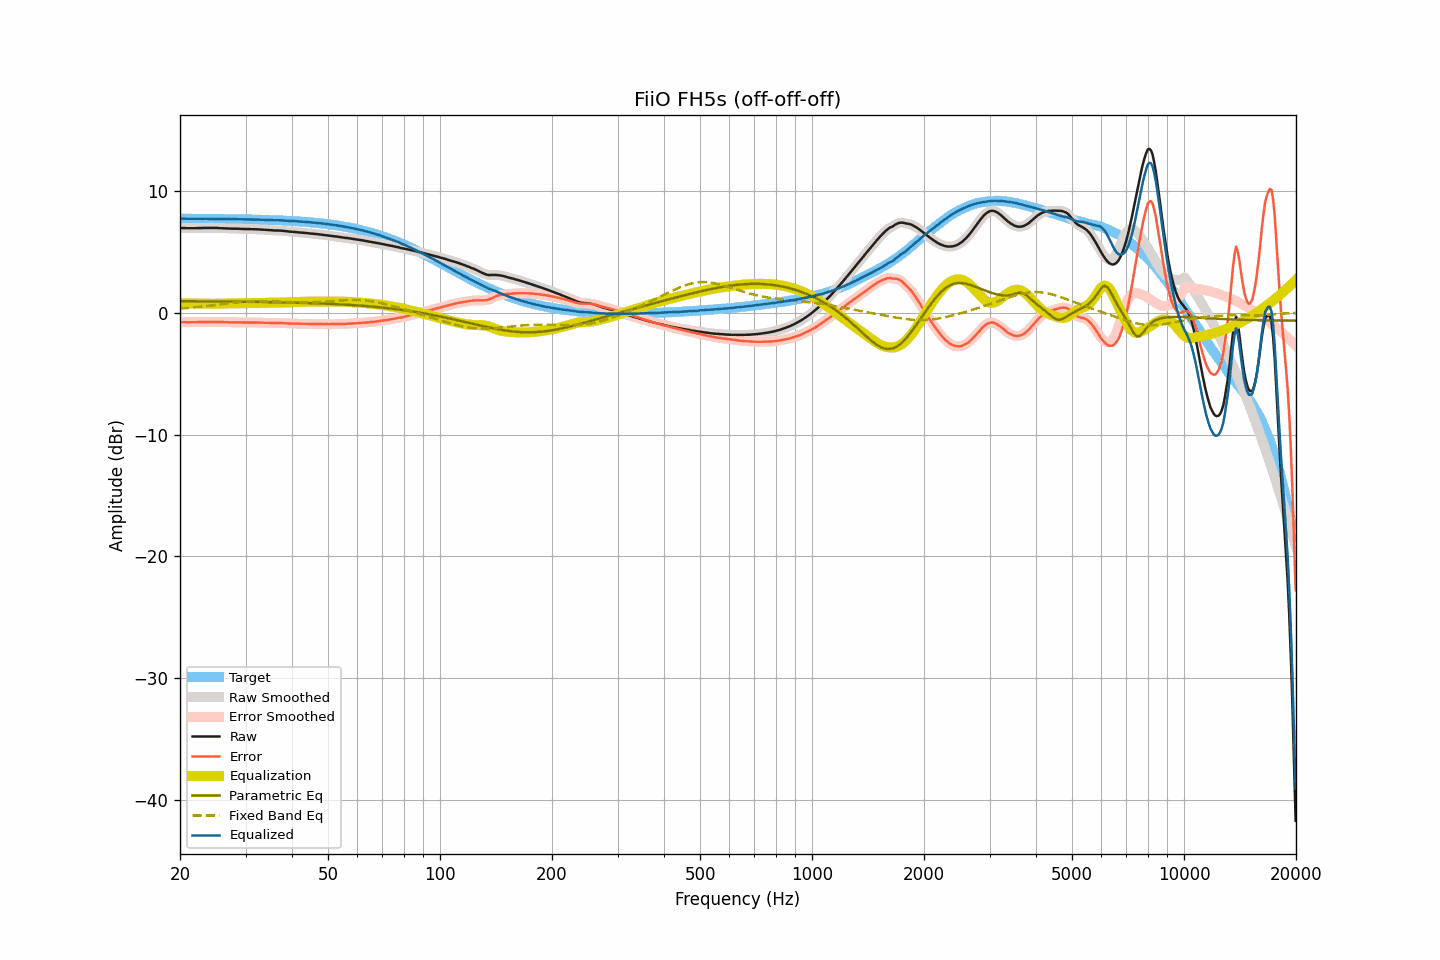 FiiO FH5s (off-off-off)
10
0
−10
−20
−30
−40
Amplitude (dBr)
Target
Raw Smoothed
Error Smoothed
Raw
Error
Equalization
Parametric Eq
Fixed Band Eq
Equalized
20 50 100 200 500 1000 2000 5000 10000 20000
Frequency (Hz)